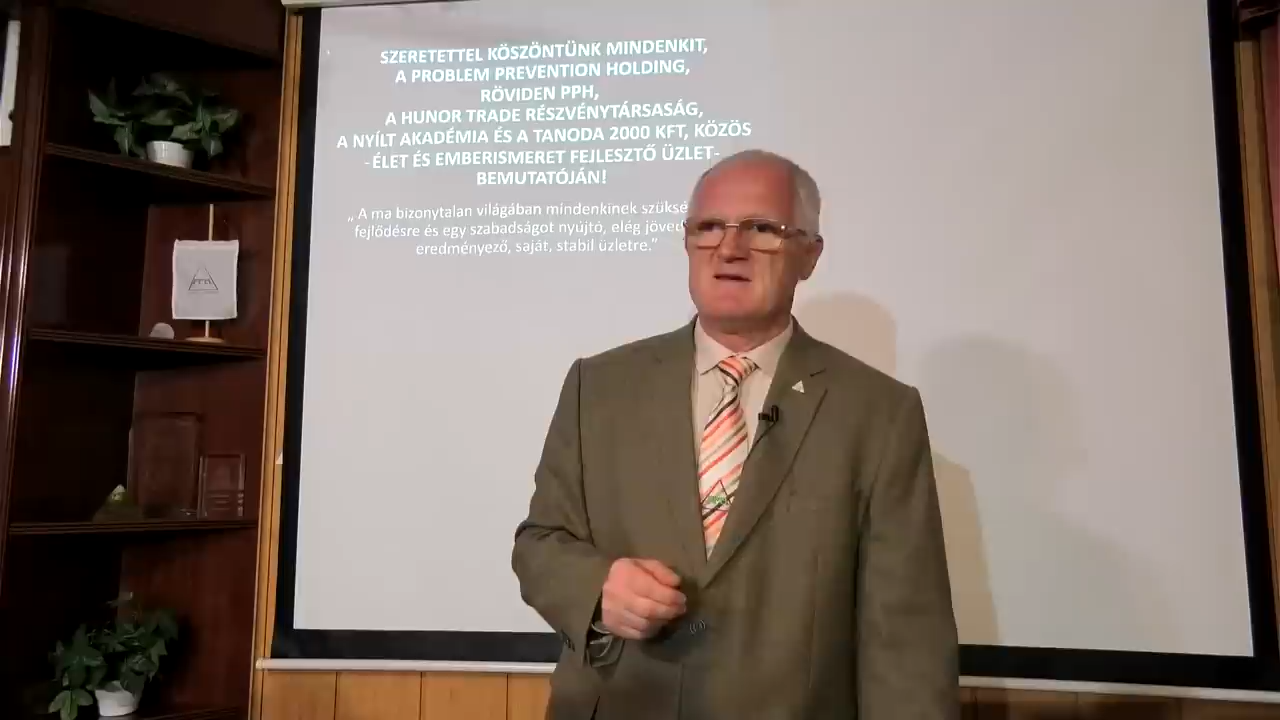 SZERETETTEL KÖSZÖNTÜNK MINDENKIT,
A PROBLEM PREVENTION HOLDING,
RÖVIDEN PPH,
A HUNOR TRADE RÉSZVÉNYTÁRSASÁG,
A NYÍLT AKADÉMIA ÉS A TANODA 2000 KFT, KÖZÖS
-ÉLET ÉS EMBERISMERET FEJLESZTŐ ÜZLET-
BEMUTATÓJÁN!
„ A ma bizonytalan világában mindenkinek
fejlődésre és egy szabadságot nyújtó, elég
eredményező, saját, stabil üzletre.”